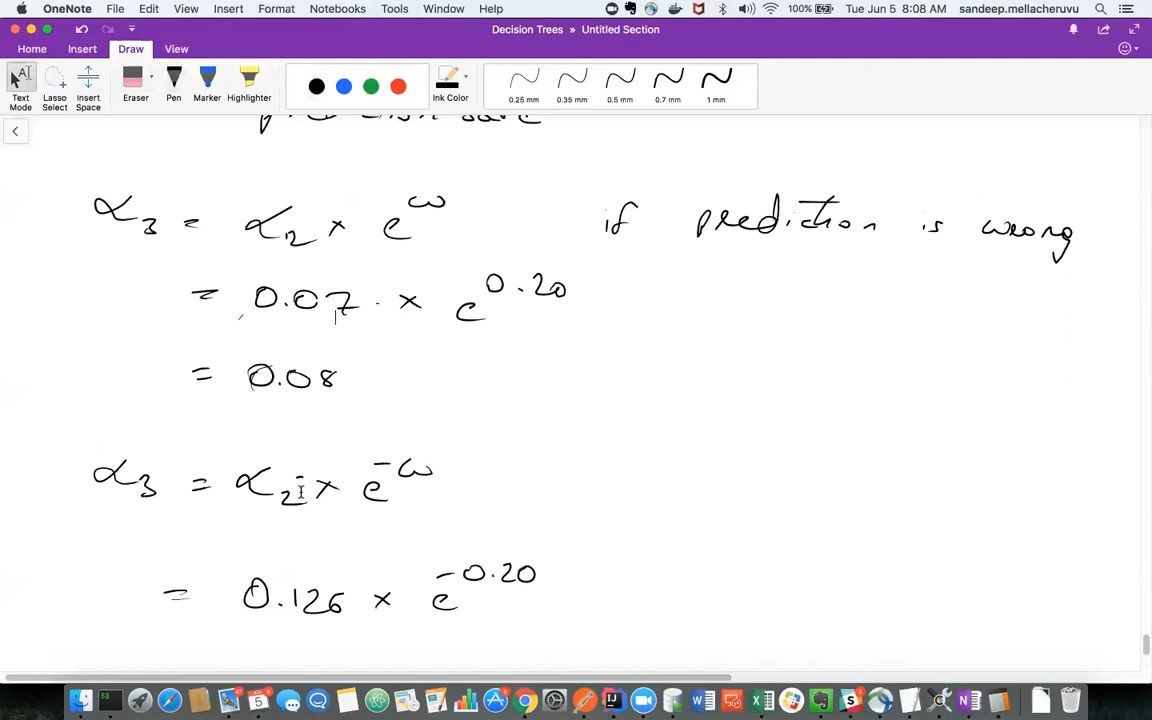 OneNote File Edit View Insert Format Notebooks Tools Window Help 100% Tue Jun 5 8:08 AM sandeep.mellacheruvu
Decision Trees » Untitled Section
Home Insert Draw View
Text Mode Lasso Select Insert Space Eraser Pen Marker Highlighter Ink Color 0.25 mm 0.35 mm 0.5 mm 0.7 mm 1 mm
α₃ = α₂ × e^ω if prediction is wrong
= 0.07 × e^0.20
= 0.08
α₃ = α₂ × e^-ω
= 0.126 × e^-0.20